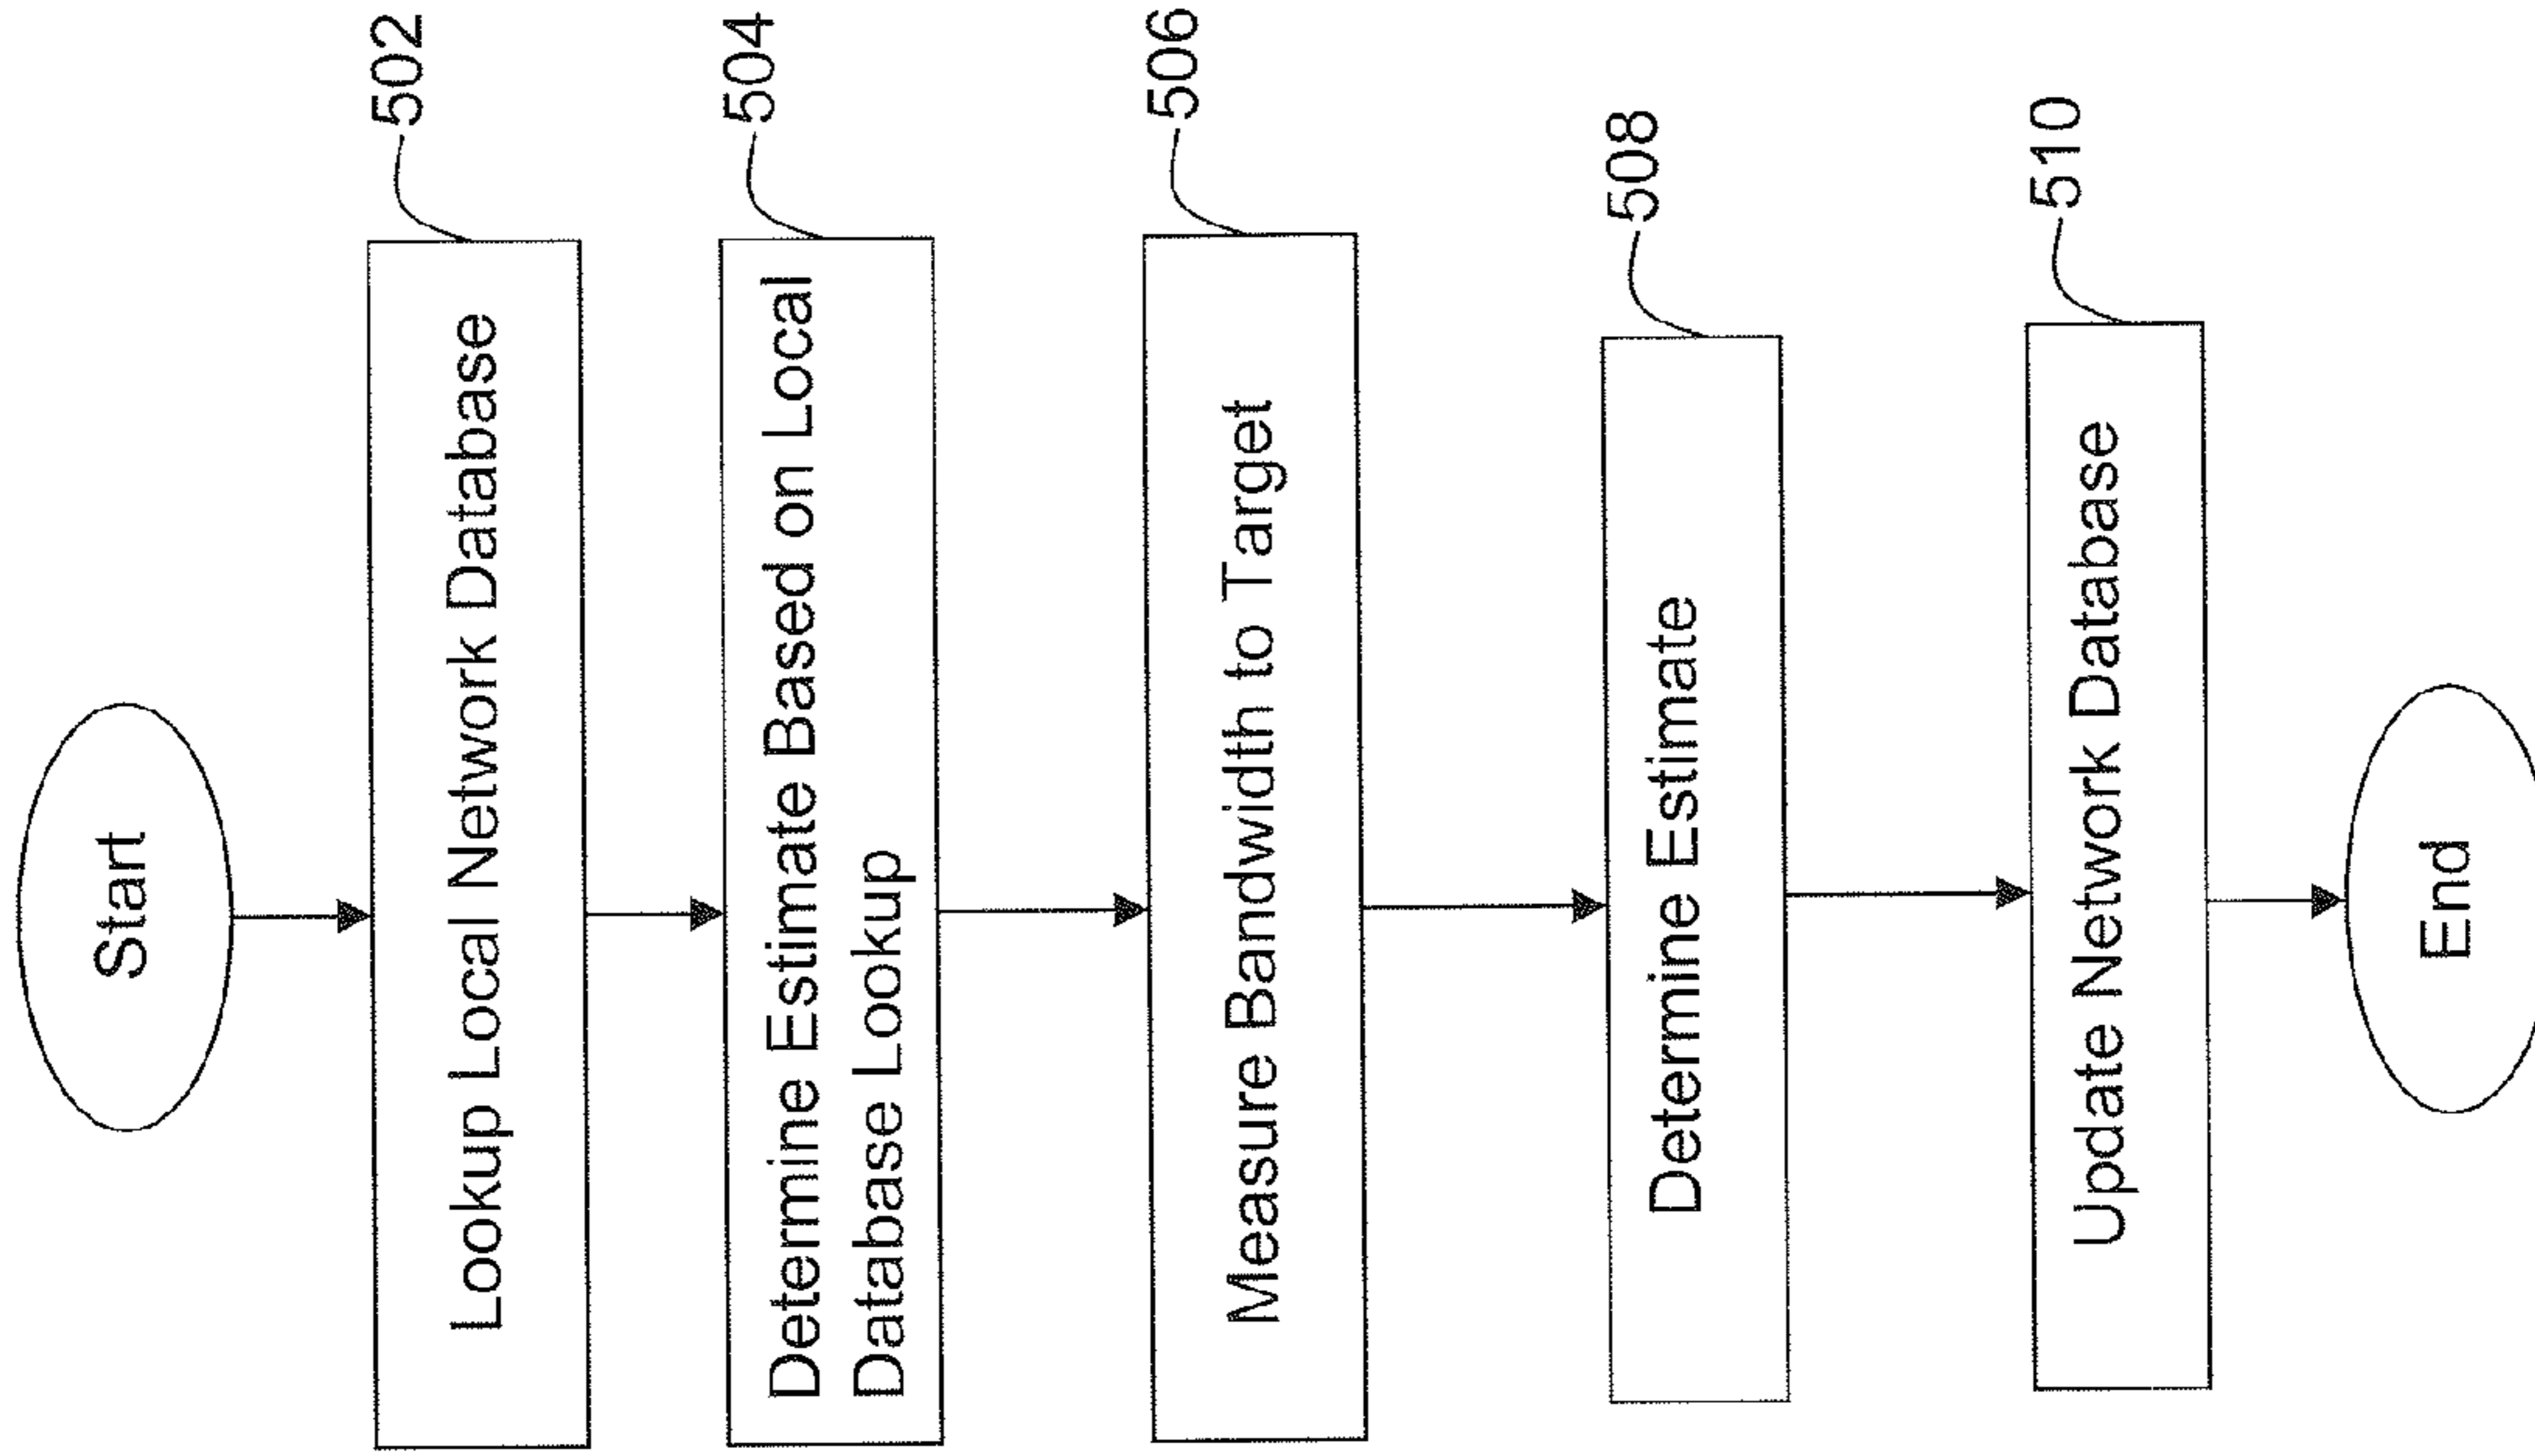 Start
Lookup Local Network Database
502
Determine Estimate Based on Local
Database Lookup
504
Measure Bandwidth to Target
506
Determine Estimate
508
Update Network Database
510
End